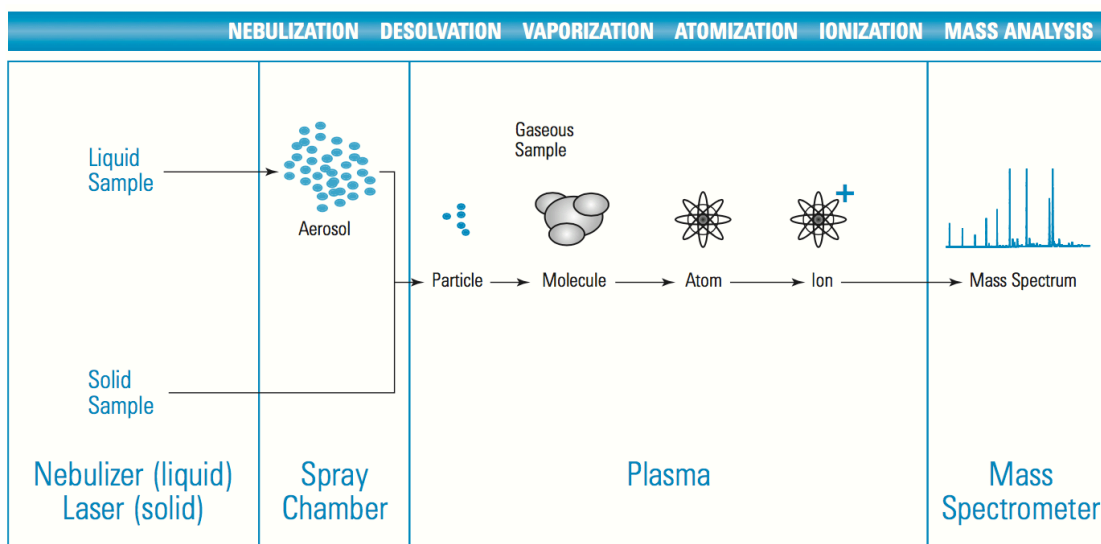 NEBULIZATION DESOLVATION VAPORIZATION ATOMIZATION IONIZATION MASS ANALYSIS
Liquid
Sample
Aerosol
Gaseous
Sample
+
Particle
Molecule
Atom
Ion
Mass Spectrum
Solid
Sample
Nebulizer (liquid)
Laser (solid)
Spray
Chamber
Plasma
Mass
Spectrometer